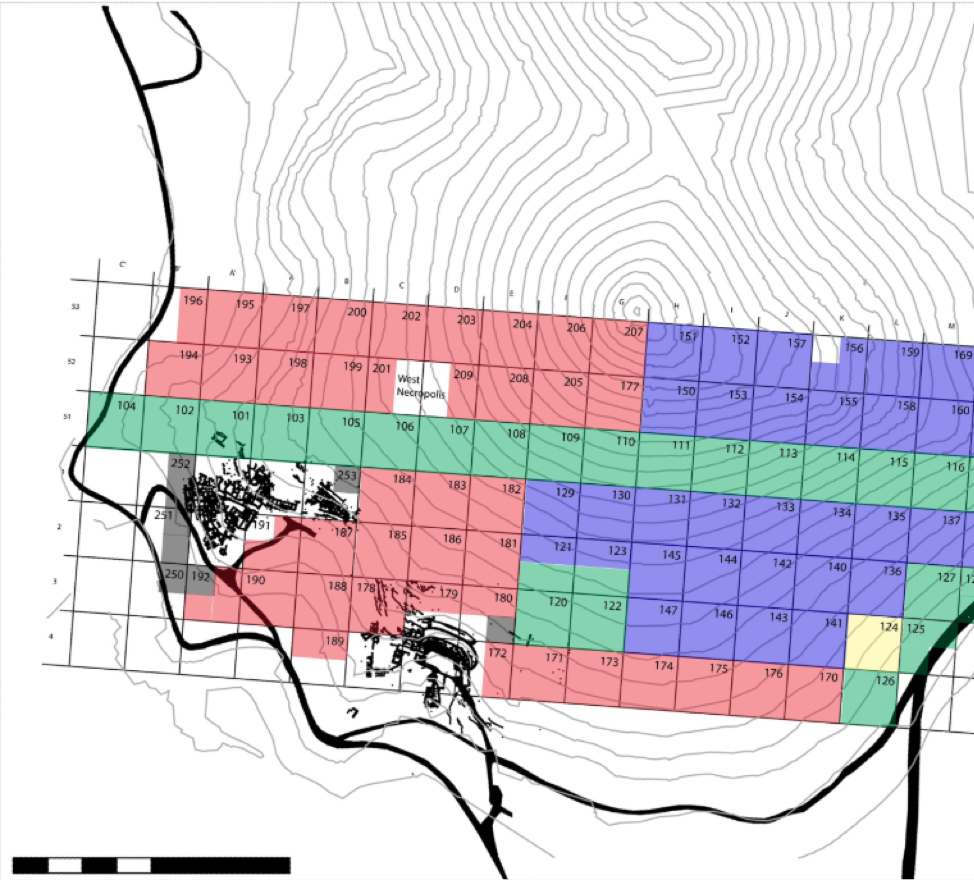 C'
B'
A'
A
B
C
D
E
F
G
H
I
J
K
L
M
53
196 195 197 200 202 203 204 206 207 151 152 157 156 159 169
52
194 193 198 199 201 West Necropolis 209 208 205 177 150 153 154 155 158 160
51
104 102 101 103 105 106 107 108 109 110 111 112 113 114 115 116
1
252 253 184 183 182 129 130 131 132 133 134 135 137
2
251 191 187 185 186 181 121 123 145 144 142 140 136 127
3
250 192 190 188 178 179 180 120 122 147 146 143 141 124 125
4
189 172 171 173 174 175 176 170 126